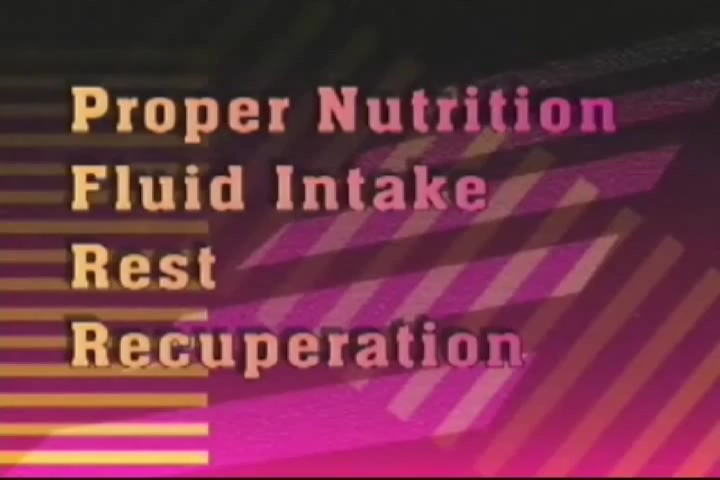 Proper Nutrition
Fluid Intake
Rest
Recuperation